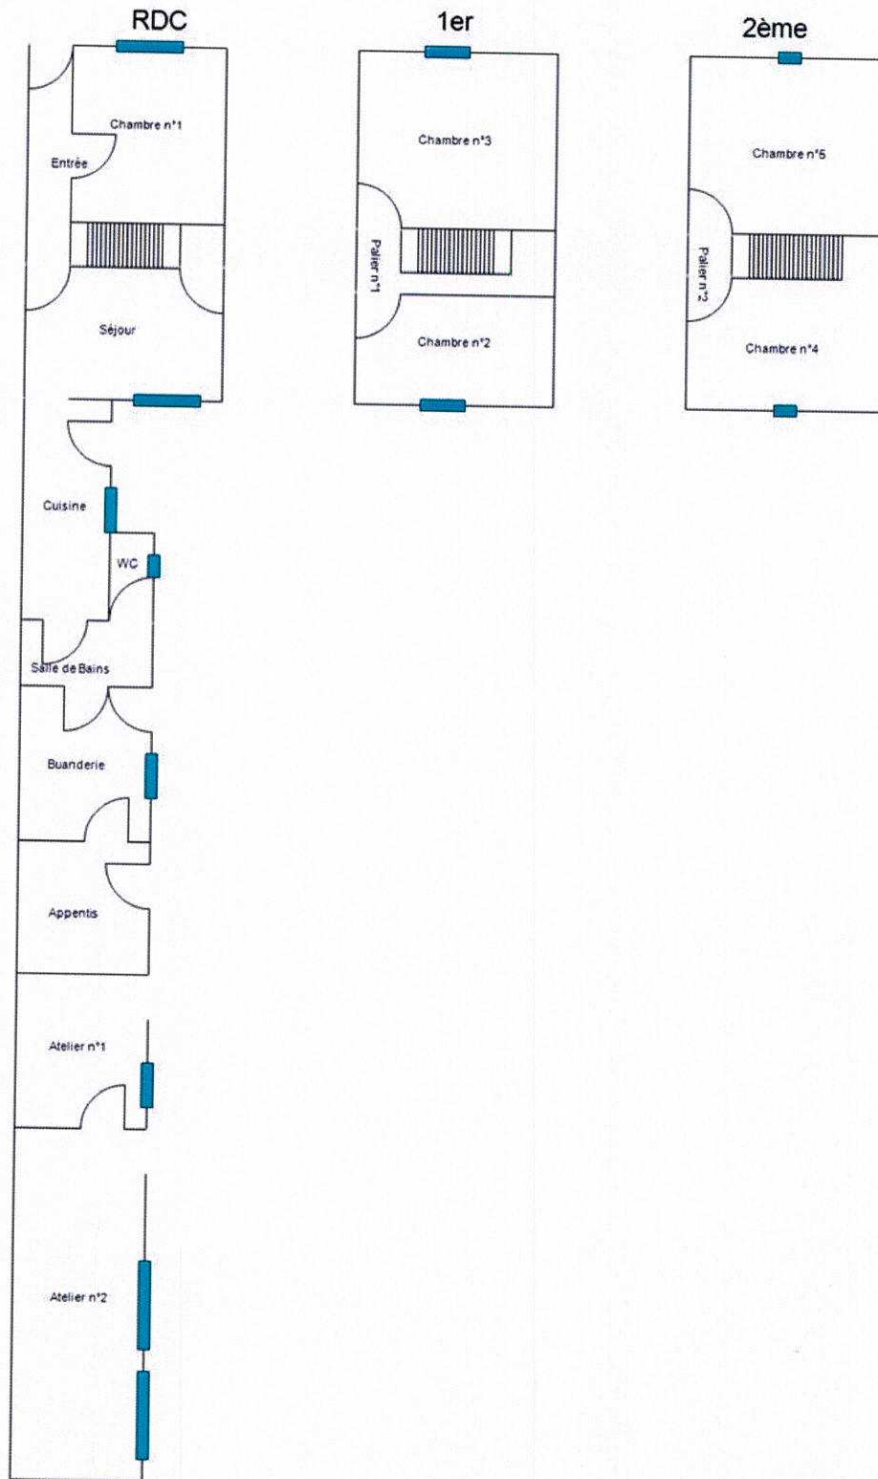 RDC
Chambre n°1
Entrée
Séjour
Cuisine
WC
Salle de Bains
Buanderie
Appentis
Atelier n°1
Atelier n°2
1er
Chambre n°3
Palier n°1
Chambre n°2
2ème
Chambre n°5
Palier n°2
Chambre n°4